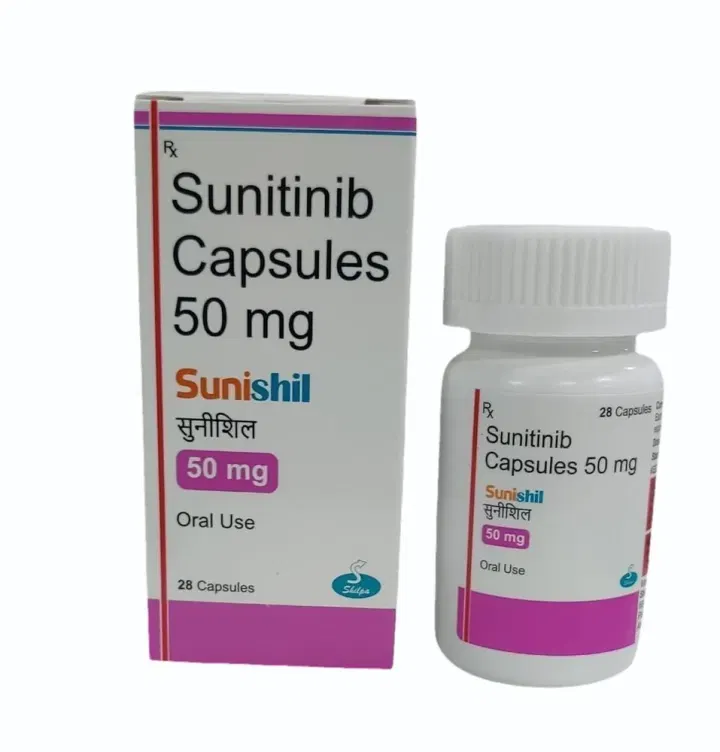 Rx
Sunitinib
Capsules
50 mg
Sunishil
सुनीशिल
50 mg
Oral Use
28 Capsules
Shilpa
Rx
28 Capsules
Sunitinib
Capsules 50 mg
Sunishil
सुनीशिल
50 mg
Oral Use